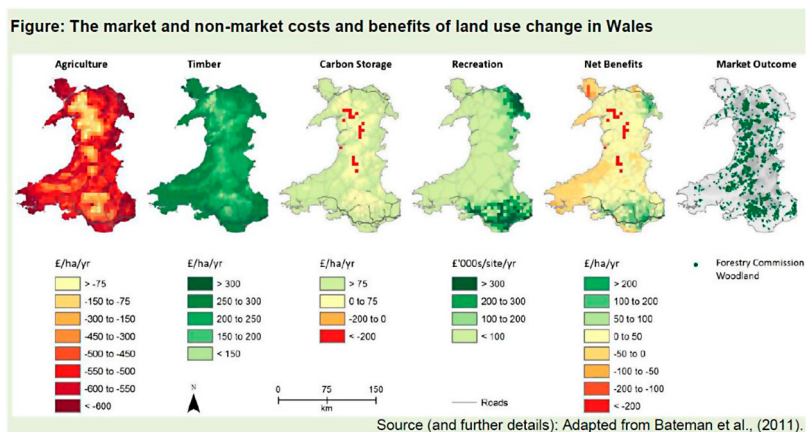 Figure: The market and non-market costs and benefits of land use change in Wales
Agriculture
Timber
Carbon Storage
Recreation
Net Benefits
Market Outcome
£/ha/yr
> -75
-150 to -75
-300 to -150
-450 to -300
-500 to -450
-550 to -500
-600 to -550
< -600
£/ha/yr
> 300
250 to 300
200 to 250
150 to 200
< 150
N
£/ha/yr
> 75
0 to 75
-200 to 0
< -200
0 75 150
km
£'000s/site/yr
> 300
200 to 300
100 to 200
< 100
Roads
£/ha/yr
> 200
100 to 200
50 to 100
0 to 50
-50 to 0
-100 to -50
-200 to -100
< -200
Forestry Commission
Woodland
Source (and further details): Adapted from Bateman et al., (2011).